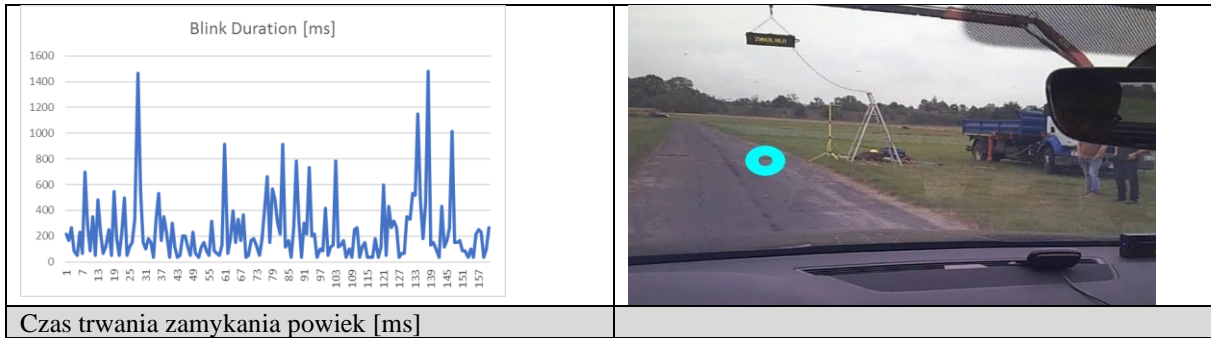 Blink Duration [ms]
1600
1400
1200
1000
800
600
400
200
0
1 7 13 19 25 31 37 43 49 55 61 67 73 79 85 91 97 103 109 115 121 127 133 139 145 151 157
ZWOLNIJ!
Czas trwania zamykania powiek [ms]